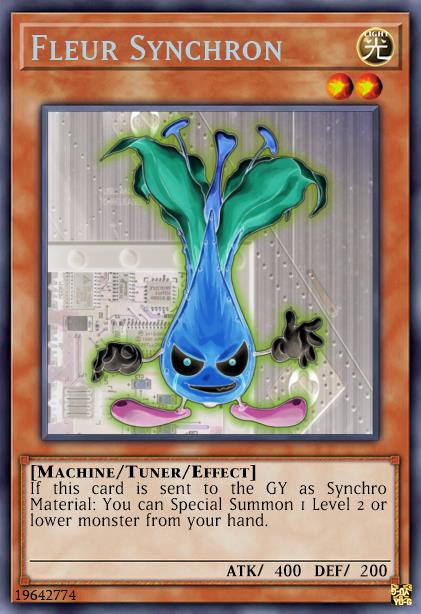 Fleur Synchron
LIGHT
光
[Machine/Tuner/Effect]
If this card is sent to the GY as Synchro
Material: You can Special Summon 1 Level 2 or
lower monster from your hand.
ATK/ 400 DEF/ 200
19642774